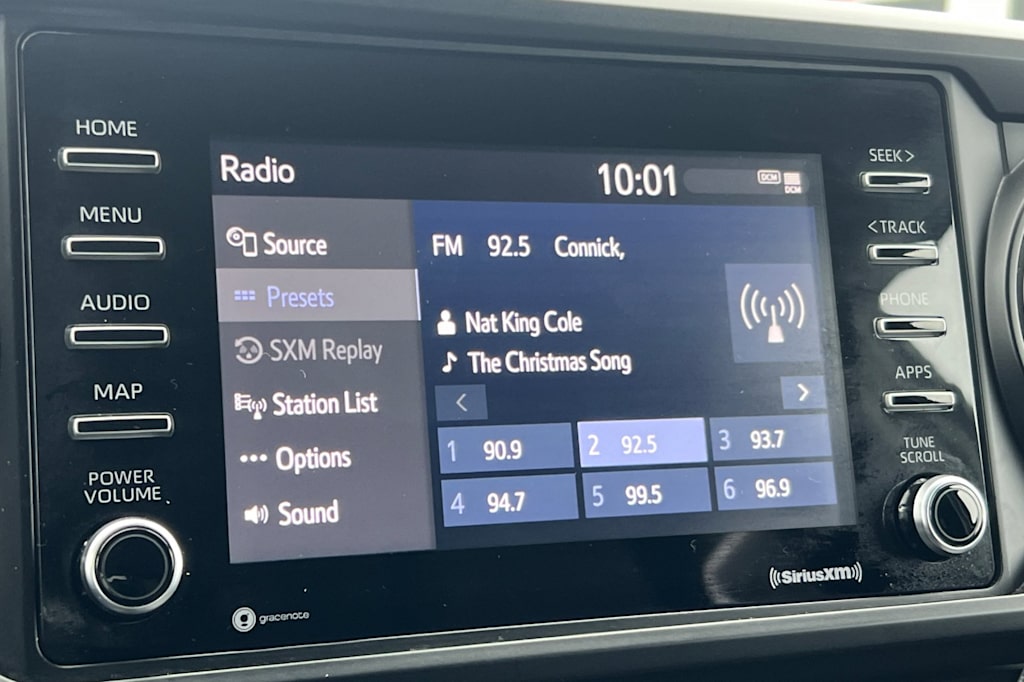 HOME
MENU
AUDIO
MAP
POWER
VOLUME
Radio
10:01
DCM
DCM
Source
Presets
SXM Replay
Station List
Options
Sound
FM 92.5 Connick,
Nat King Cole
The Christmas Song
< >
1 90.9 2 92.5 3 93.7
4 94.7 5 99.5 6 96.9
SEEK >
< TRACK
PHONE
APPS
TUNE
SCROLL
gracenote
((SiriusXM))